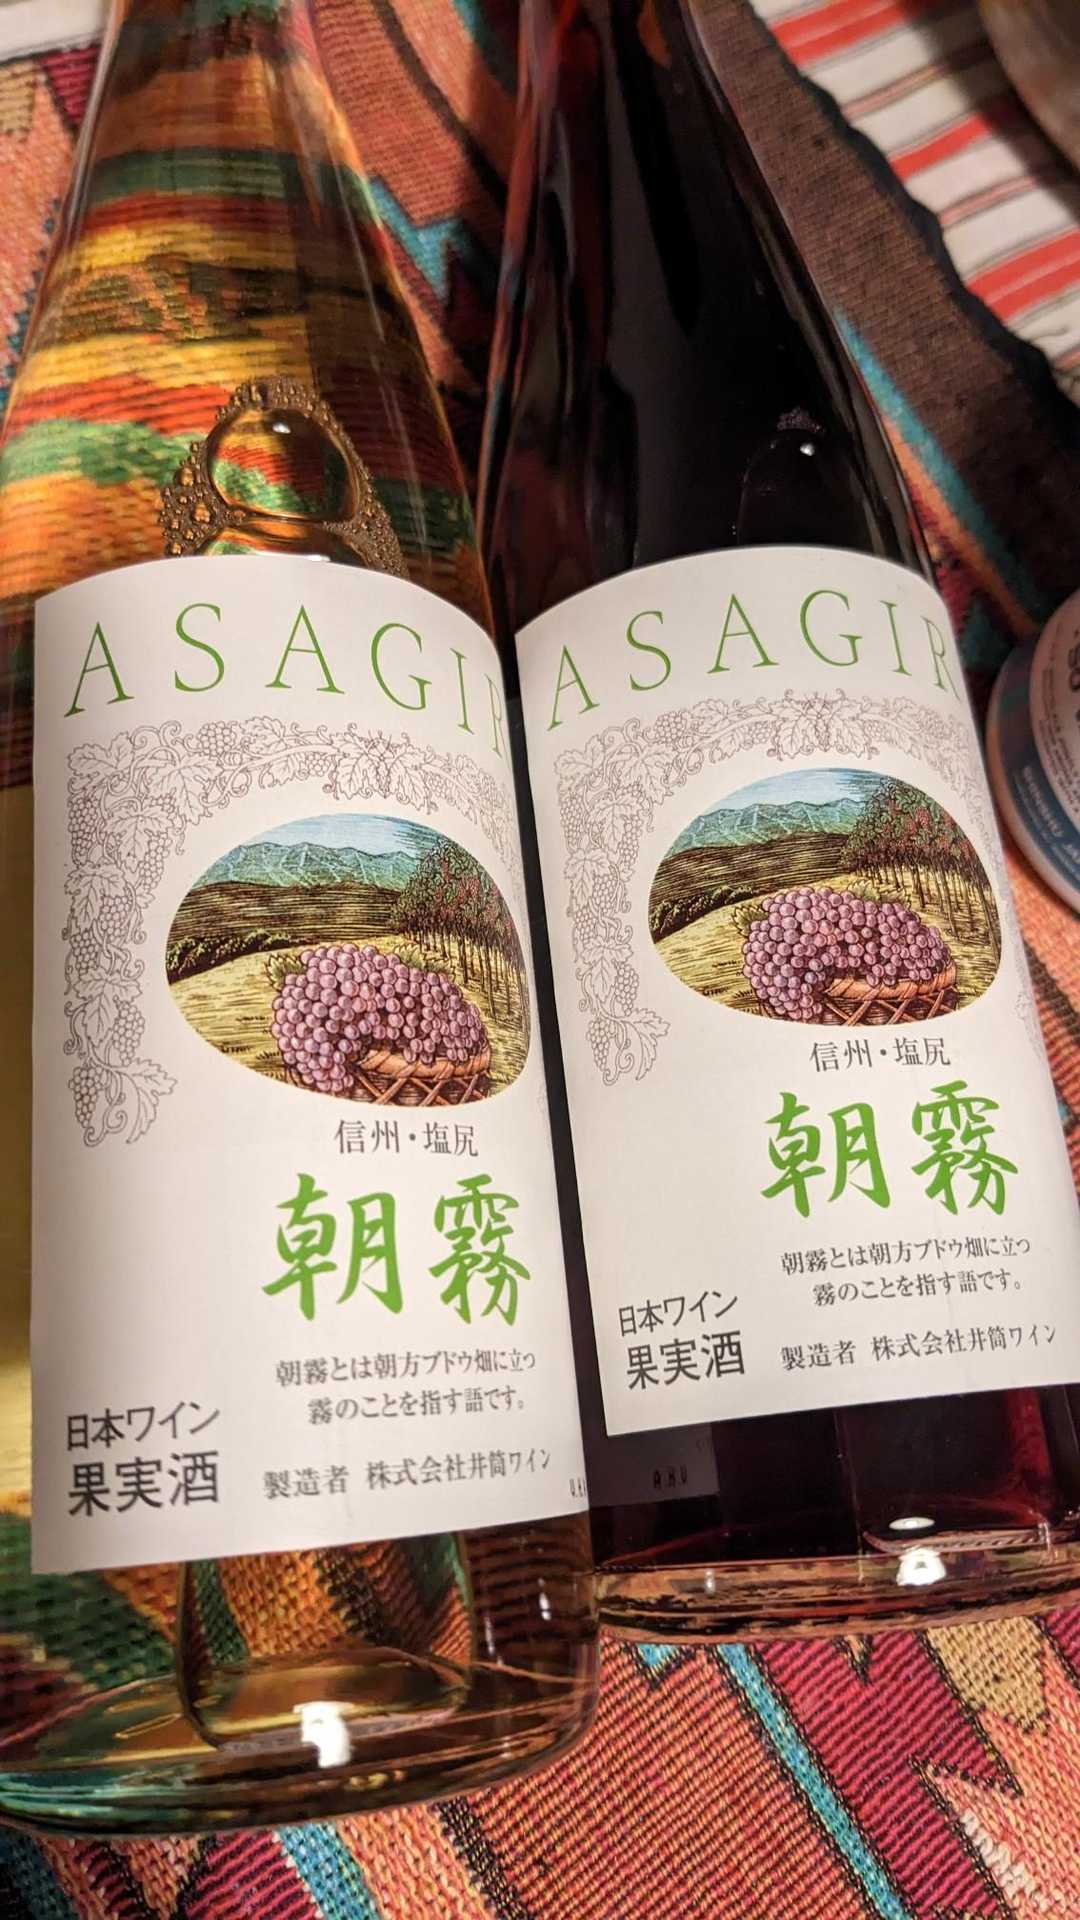 ASAGIR
信州・塩尻
朝霧
朝霧とは朝方ブドウ畑に立つ
霧のことを指す語です。
日本ワイン
果実酒
製造者 株式会社井筒ワイン
ASAGIR
信州・塩尻
朝霧
朝霧とは朝方ブドウ畑に立つ
霧のことを指す語です。
日本ワイン
果実酒
製造者 株式会社井筒ワイン